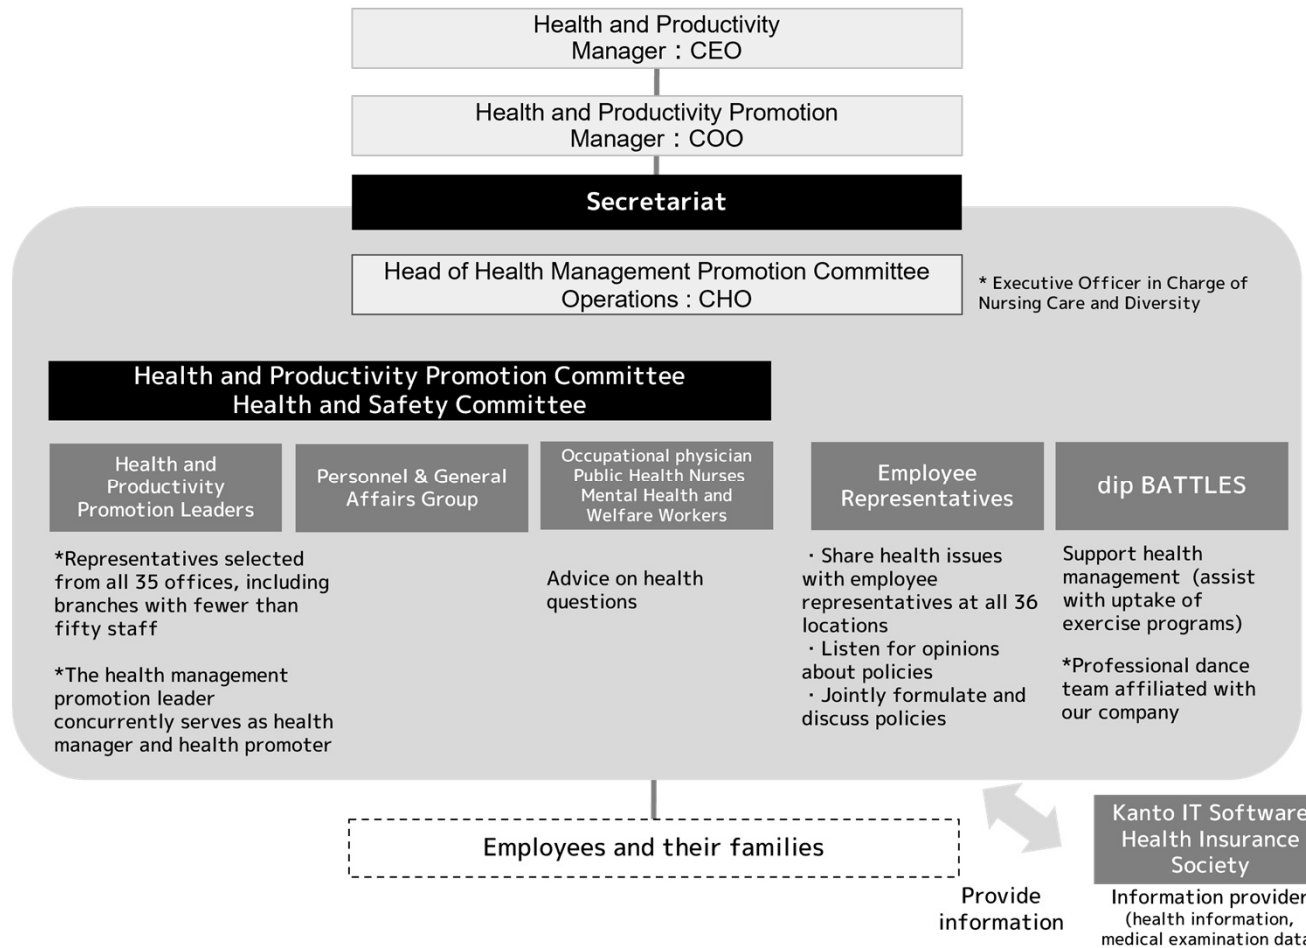 Health and Productivity
Manager：CEO
Health and Productivity Promotion
Manager：COO
Secretariat
Head of Health Management Promotion Committee
Operations : CHO
* Executive Officer in Charge of
Nursing Care and Diversity
Health and Productivity Promotion Committee
Health and Safety Committee
Health and
Productivity
Promotion Leaders
Personnel & General
Affairs Group
Occupational physician
Public Health Nurses
Mental Health and
Welfare Workers
Employee
Representatives
dip BATTLES
*Representatives selected
from all 35 offices, including
branches with fewer than
fifty staff
*The health management
promotion leader
concurrently serves as health
manager and health promoter
Advice on health
questions
・Share health issues
with employee
representatives at all 36
locations
・Listen for opinions
about policies
・Jointly formulate and
discuss policies
Support health
management (assist
with uptake of
exercise programs)
*Professional dance
team affiliated with
our company
Employees and their families
Provide
information
Kanto IT Software
Health Insurance
Society
Information provider
(health information,
medical examination data